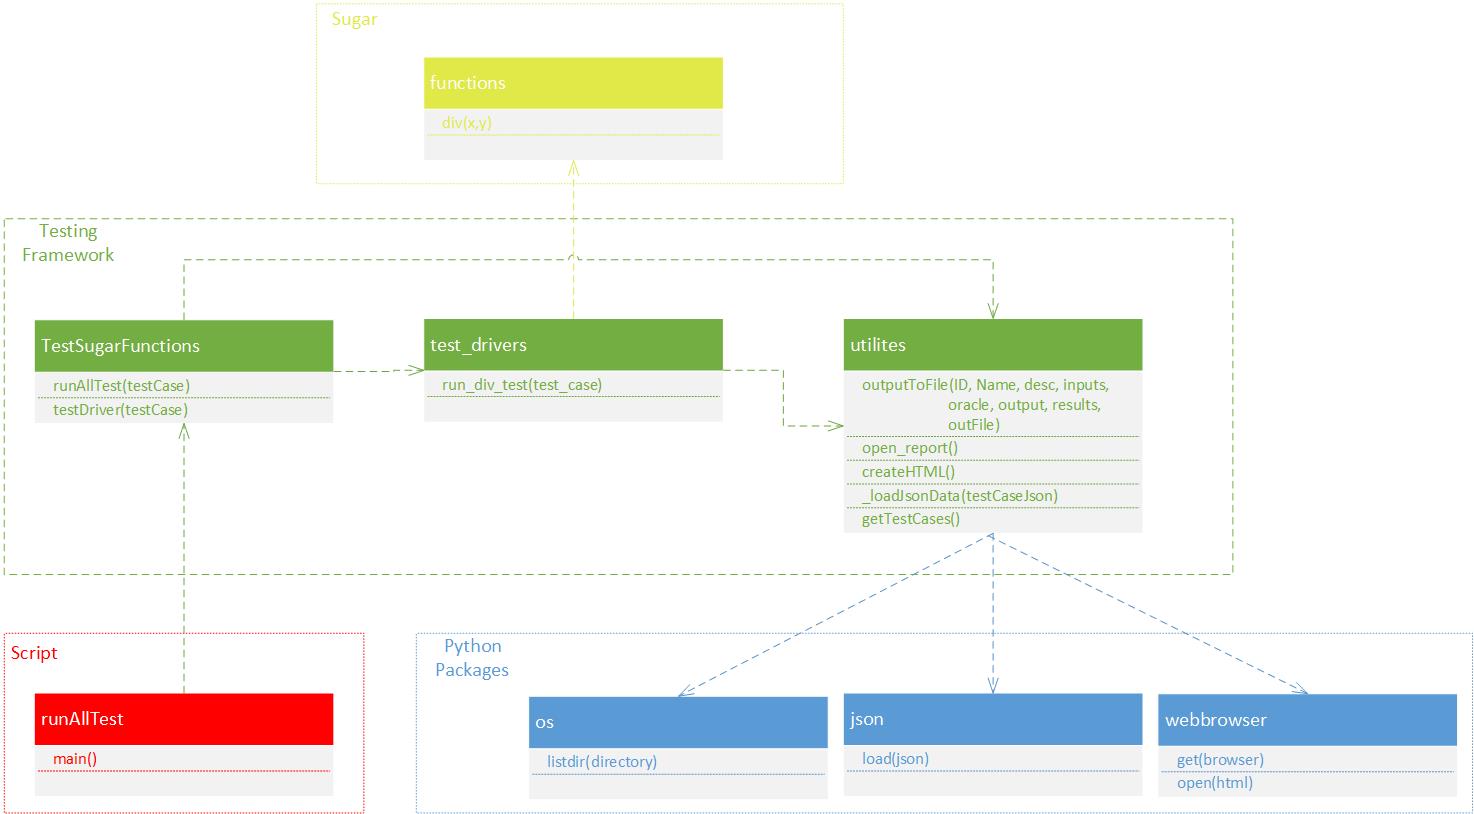 Sugar
functions
div(x,y)
Testing
Framework
TestSugarFunctions
runAllTest(testCase)
testDriver(testCase)
test_drivers
run_div_test(test_case)
utilites
outputToFile(ID, Name, desc, inputs,
oracle, output, results,
outFile)
open_report()
createHTML()
_loadJsonData(testCaseJson)
getTestCases()
Script
runAllTest
main()
Python
Packages
os
listdir(directory)
json
load(json)
webbrowser
get(browser)
open(html)